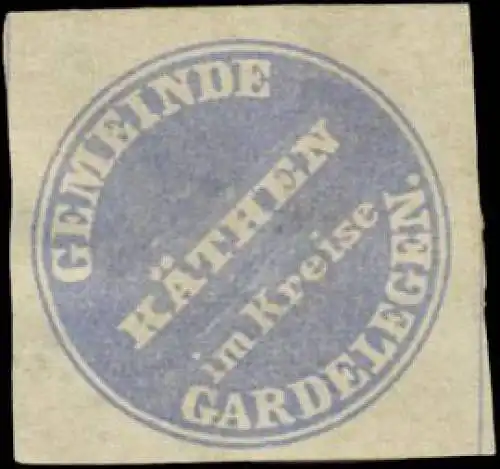 GEMEINDE
KÄTHEN
im Kreise
GARDELEGEN.